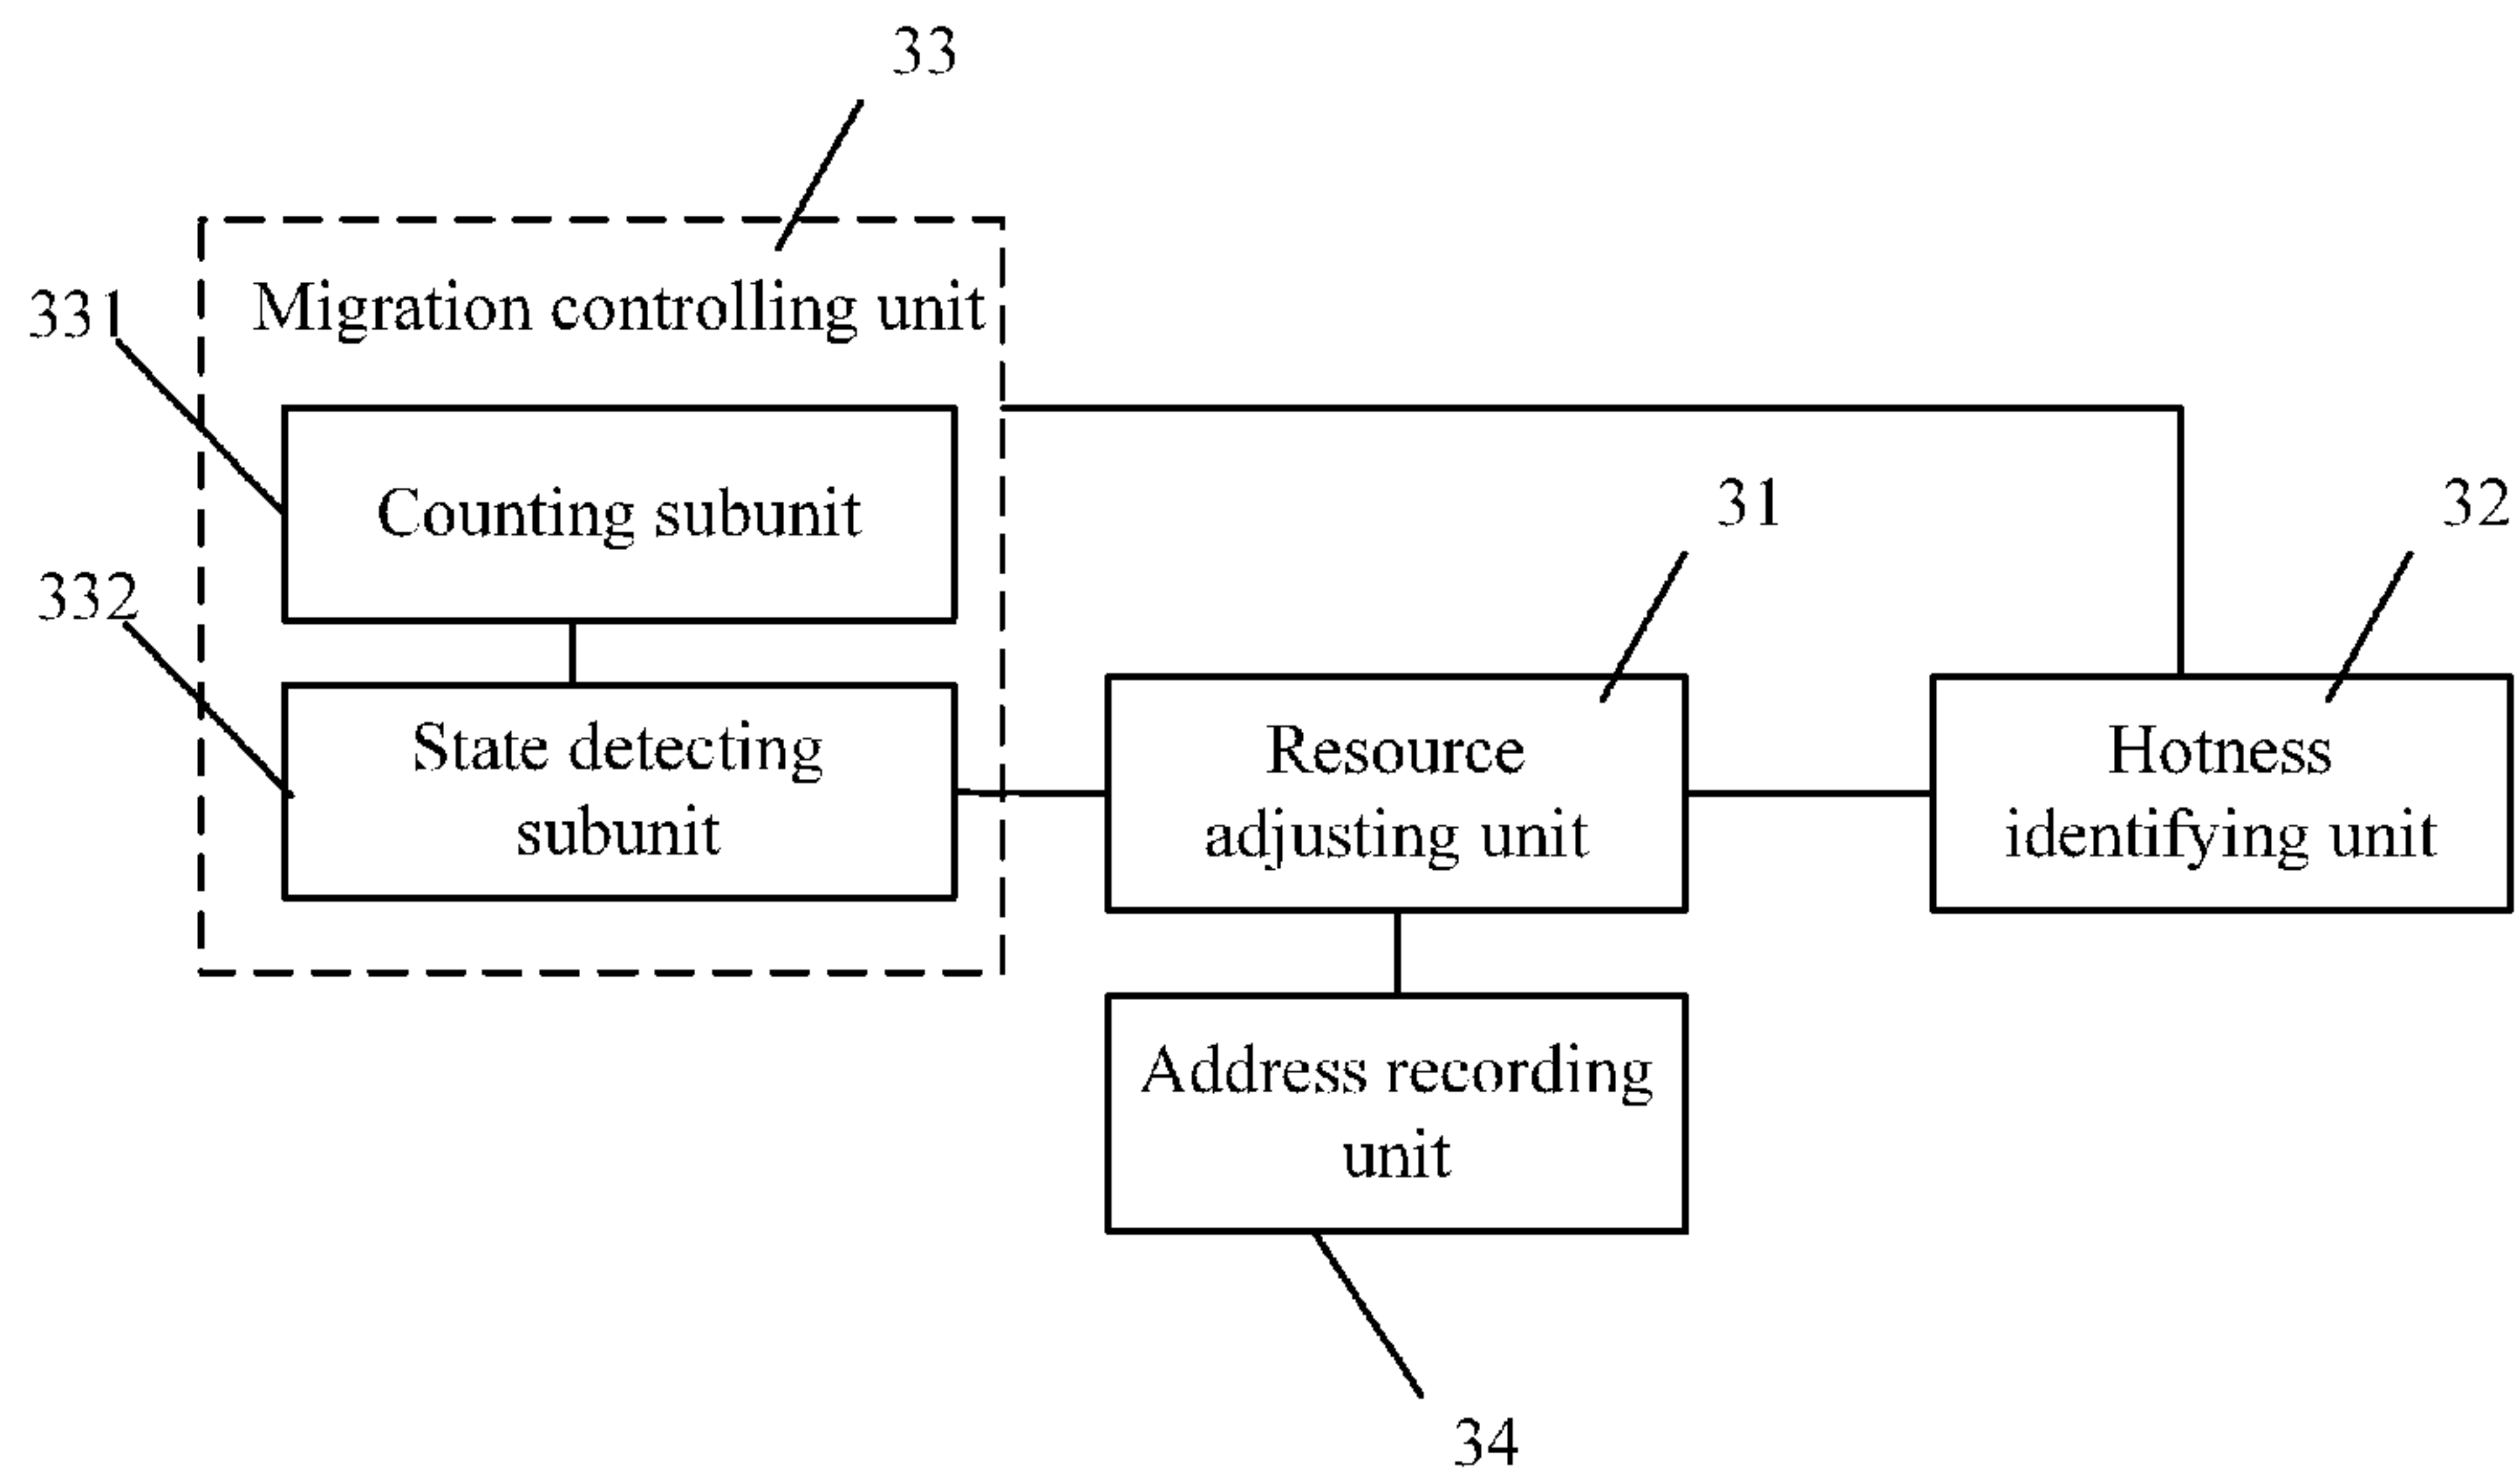 33
Migration controlling unit
331
Counting subunit
31
32
332
State detecting
subunit
Resource
adjusting unit
Hotness
identifying unit
Address recording
unit
34